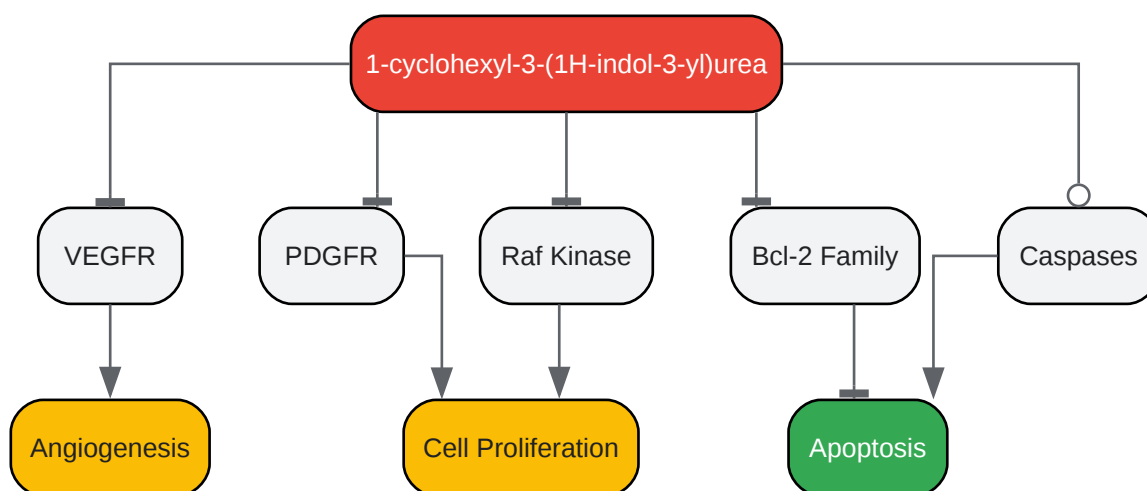 1-cyclohexyl-3-(1H-indol-3-yl)urea
VEGFR
PDGFR
Raf Kinase
Bcl-2 Family
Caspases
Angiogenesis
Cell Proliferation
Apoptosis